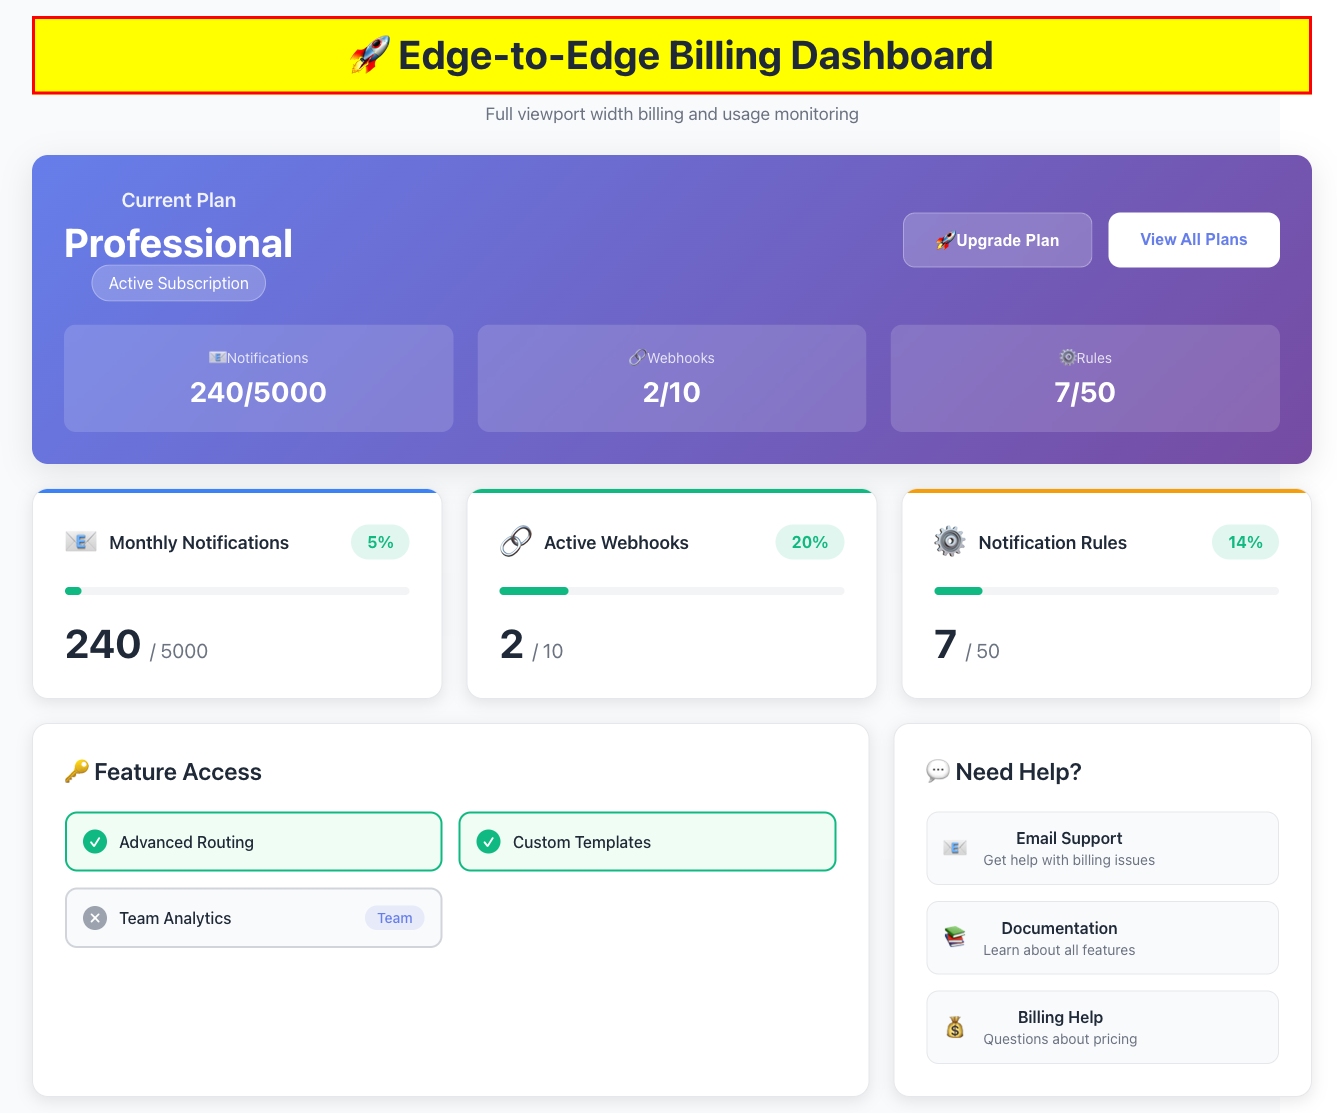 🚀 Edge-to-Edge Billing Dashboard
Full viewport width billing and usage monitoring
Current Plan
Professional
Active Subscription
🚀Upgrade Plan
View All Plans
📧Notifications
240/5000
🔗Webhooks
2/10
⚙️Rules
7/50
📧 Monthly Notifications 5%
240 / 5000
🔗 Active Webhooks 20%
2 / 10
⚙️ Notification Rules 14%
7 / 50
🔑 Feature Access
Advanced Routing
Custom Templates
Team Analytics Team
💬 Need Help?
Email Support
Get help with billing issues
Documentation
Learn about all features
Billing Help
Questions about pricing